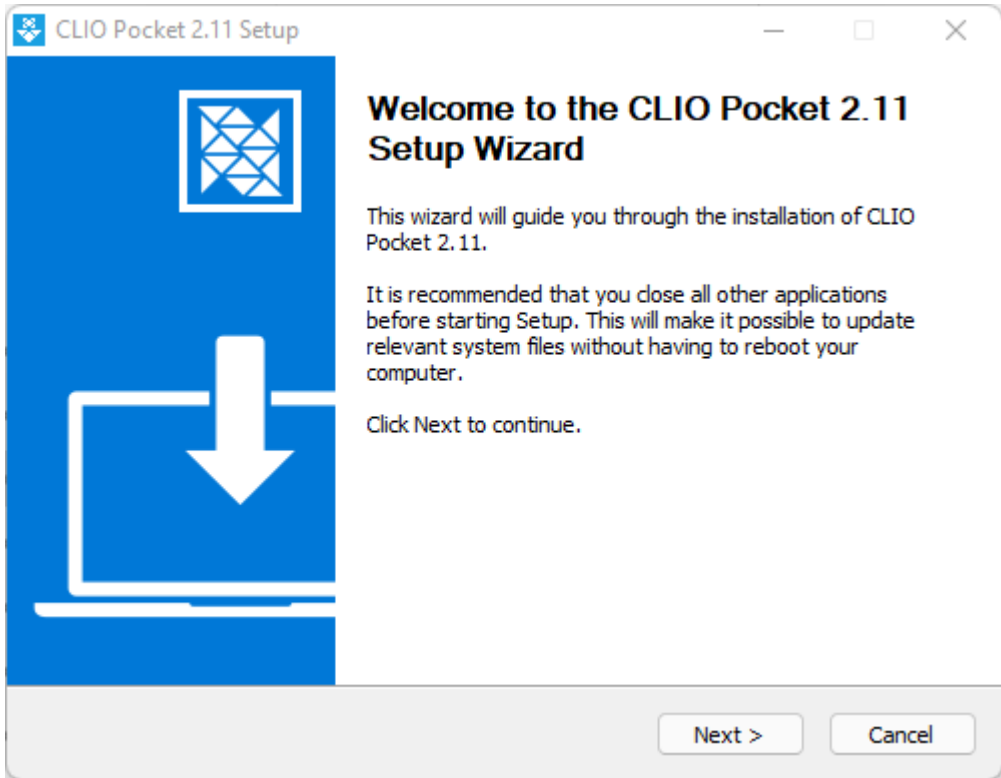 CLIO Pocket 2.11 Setup
Welcome to the CLIO Pocket 2.11
Setup Wizard
This wizard will guide you through the installation of CLIO
Pocket 2.11.
It is recommended that you close all other applications
before starting Setup. This will make it possible to update
relevant system files without having to reboot your
computer.
Click Next to continue.
Next >
Cancel